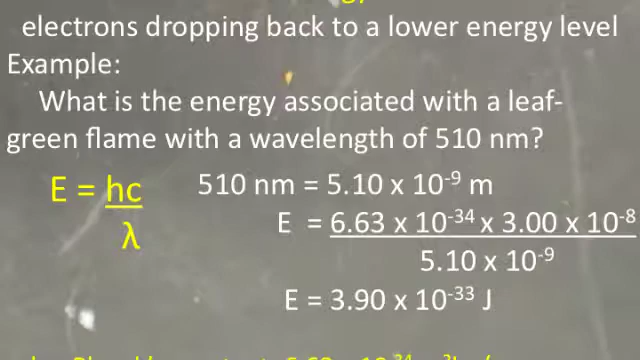 electrons dropping back to a lower energy level
Example:
What is the energy associated with a leaf-
green flame with a wavelength of 510 nm?
E = hc
λ
510 nm = 5.10 x 10⁻⁹ m
E = 6.63 x 10⁻³⁴ x 3.00 x 10⁻⁸
5.10 x 10⁻⁹
E = 3.90 x 10⁻³³ J